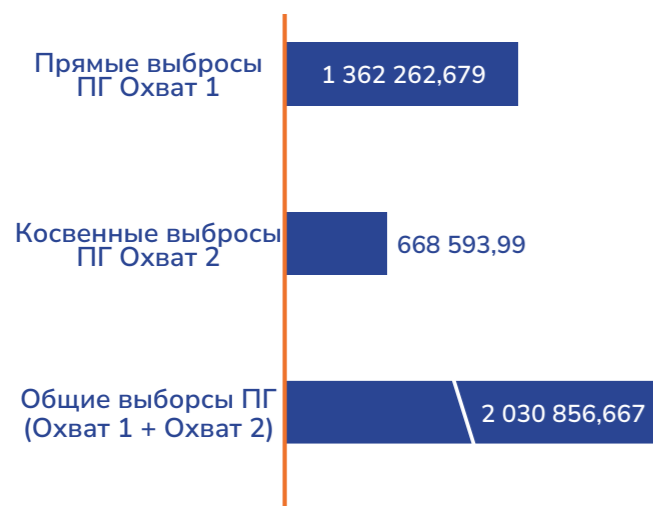 Прямые выбросы
ПГ Охват 1
1 362 262,679
Косвенные выбросы
ПГ Охват 2
668 593,99
Общие выборсы ПГ
(Охват 1 + Охват 2)
2 030 856,667